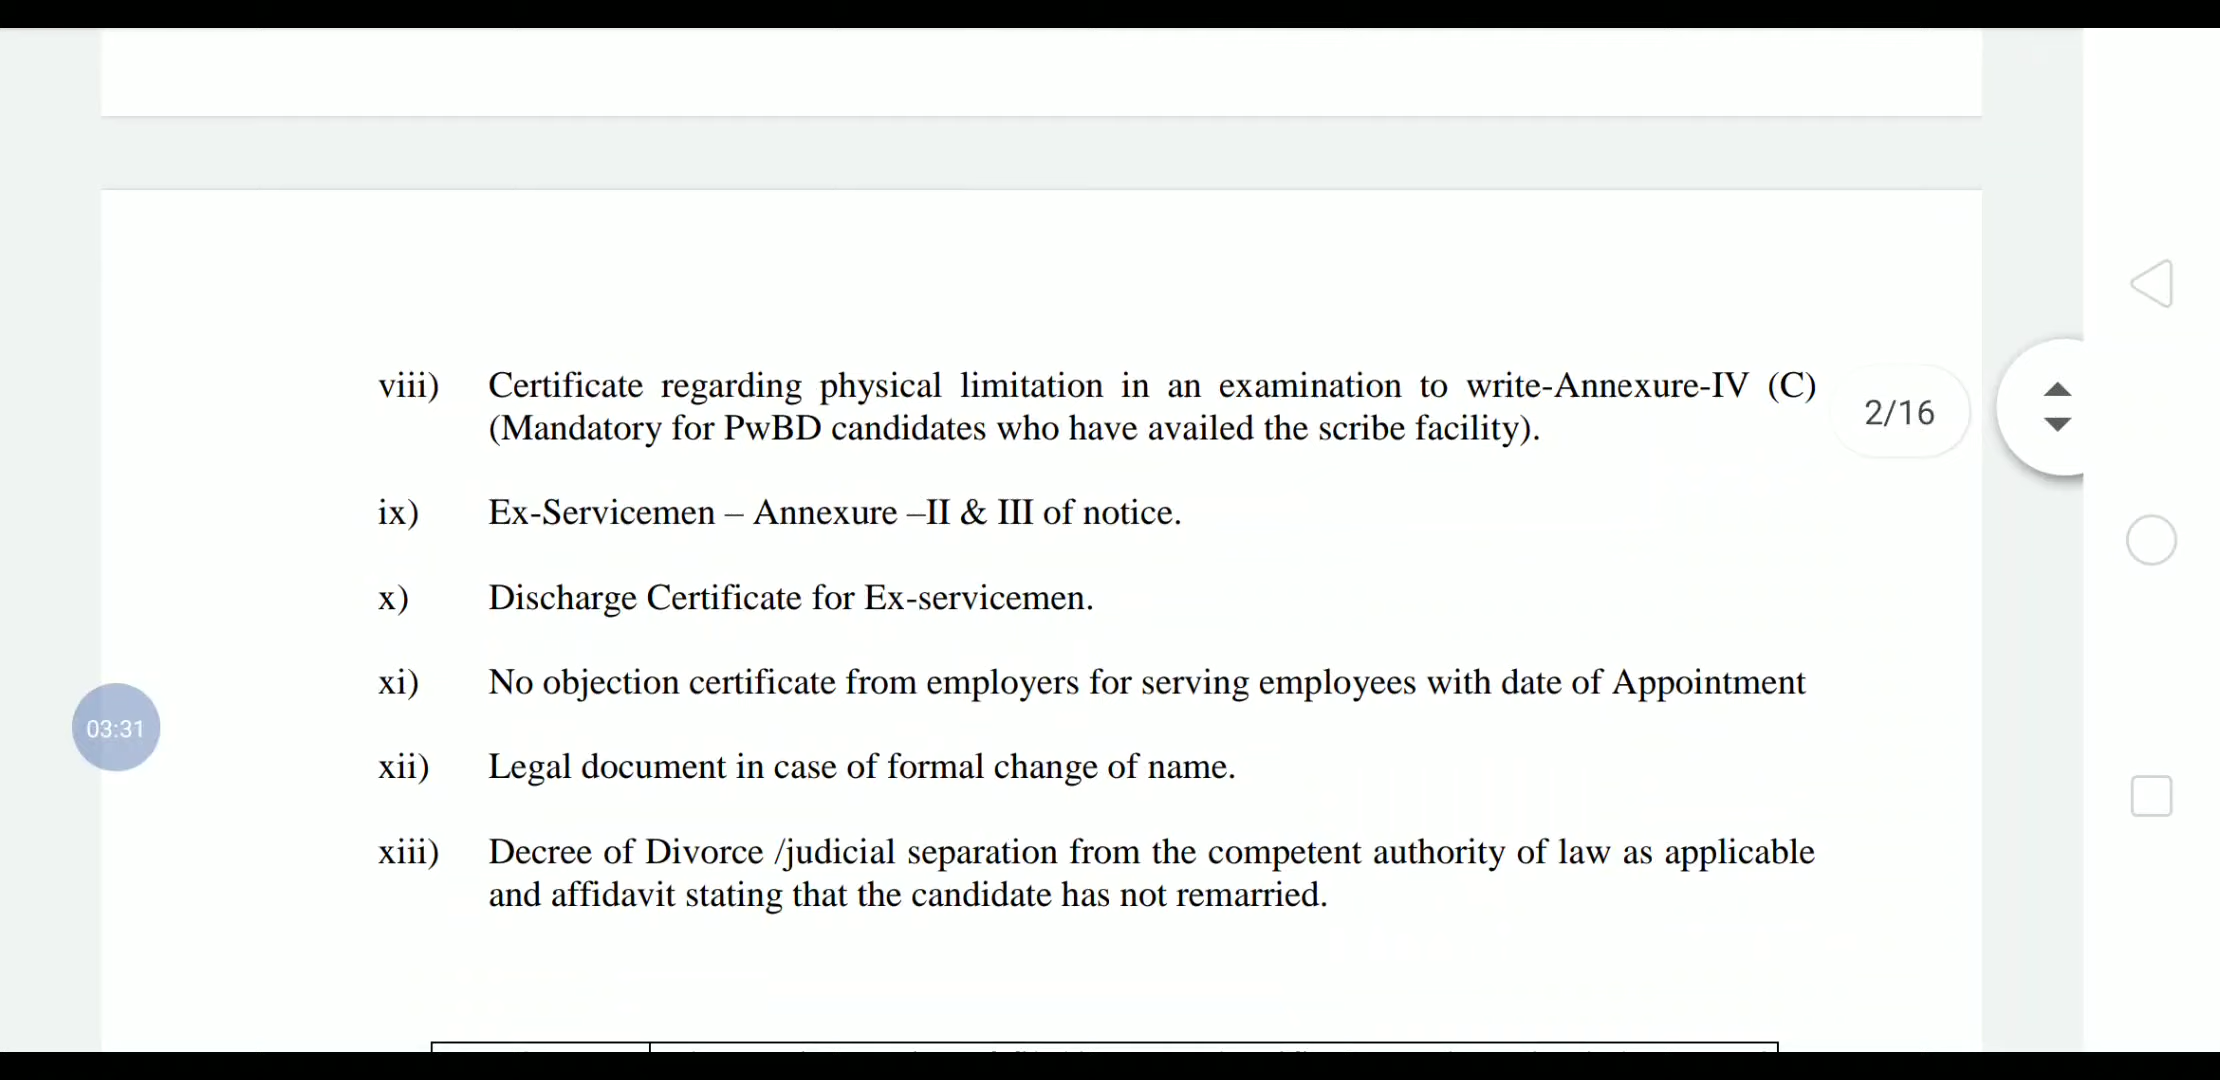 viii) Certificate regarding physical limitation in an examination to write-Annexure-IV (C)
(Mandatory for PwBD candidates who have availed the scribe facility).
2/16
ix) Ex-Servicemen – Annexure –II & III of notice.
x) Discharge Certificate for Ex-servicemen.
xi) No objection certificate from employers for serving employees with date of Appointment
03:31
xii) Legal document in case of formal change of name.
xiii) Decree of Divorce /judicial separation from the competent authority of law as applicable
and affidavit stating that the candidate has not remarried.